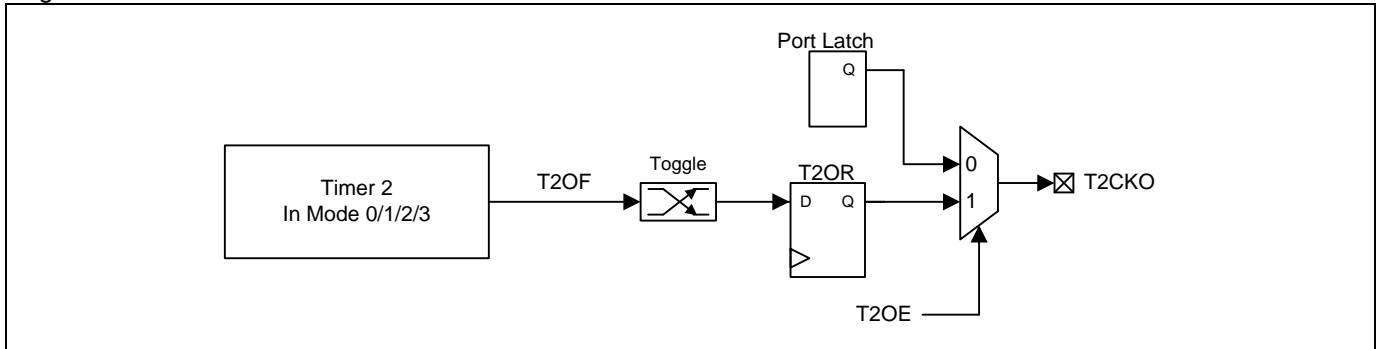 Port Latch
Q
Timer 2
In Mode 0/1/2/3
T2OF
Toggle
T2OR
D Q
0
1
T2CKO
T2OE